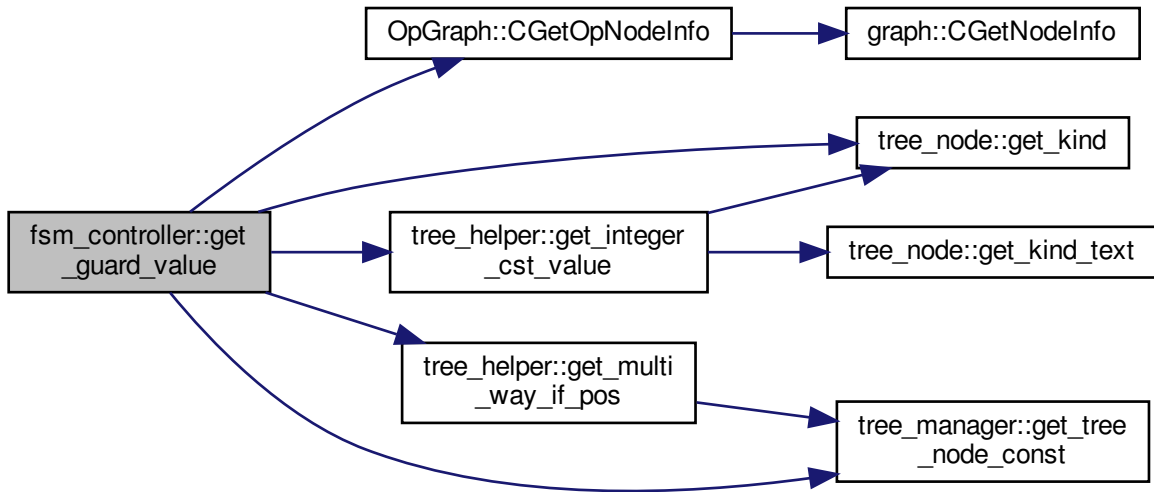 OpGraph::CGetOpNodeInfo
graph::CGetNodeInfo
tree_node::get_kind
fsm_controller::get
_guard_value
tree_helper::get_integer
_cst_value
tree_node::get_kind_text
tree_helper::get_multi
_way_if_pos
tree_manager::get_tree
_node_const